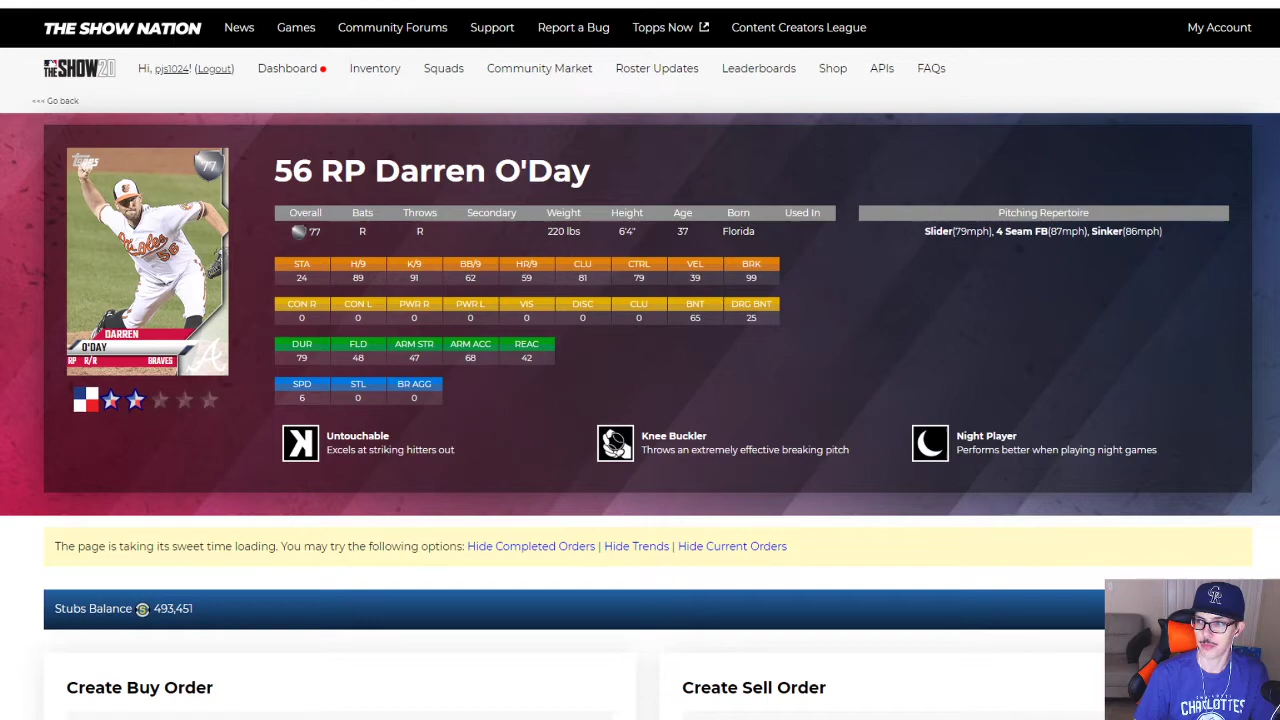 THE SHOW NATION News Games Community Forums Support Report a Bug Topps Now Content Creators League My Account
MLB THE SHOW 20 Hi, pjs1024! (Logout) Dashboard Inventory Squads Community Market Roster Updates Leaderboards Shop APIs FAQs
<<< Go back
Topps 77
Orioles 56
DARREN
O'DAY
RP R/R BRAVES
56 RP Darren O'Day
Overall Bats Throws Secondary Weight Height Age Born Used In
77 R R 220 lbs 6'4" 37 Florida
Pitching Repertoire
Slider(79mph), 4 Seam FB(87mph), Sinker(86mph)
STA H/9 K/9 BB/9 HR/9 CLU CTRL VEL BRK
24 89 91 62 59 81 79 39 99
CON R CON L PWR R PWR L VIS DISC CLU BNT DRG BNT
0 0 0 0 0 0 0 65 25
DUR FLD ARM STR ARM ACC REAC
79 48 47 68 42
SPD STL BR AGG
6 0 0
Untouchable
Excels at striking hitters out
Knee Buckler
Throws an extremely effective breaking pitch
Night Player
Performs better when playing night games
The page is taking its sweet time loading. You may try the following options: Hide Completed Orders | Hide Trends | Hide Current Orders
Stubs Balance 493,451
Create Buy Order
Create Sell Order
CR
CHARLOTTES